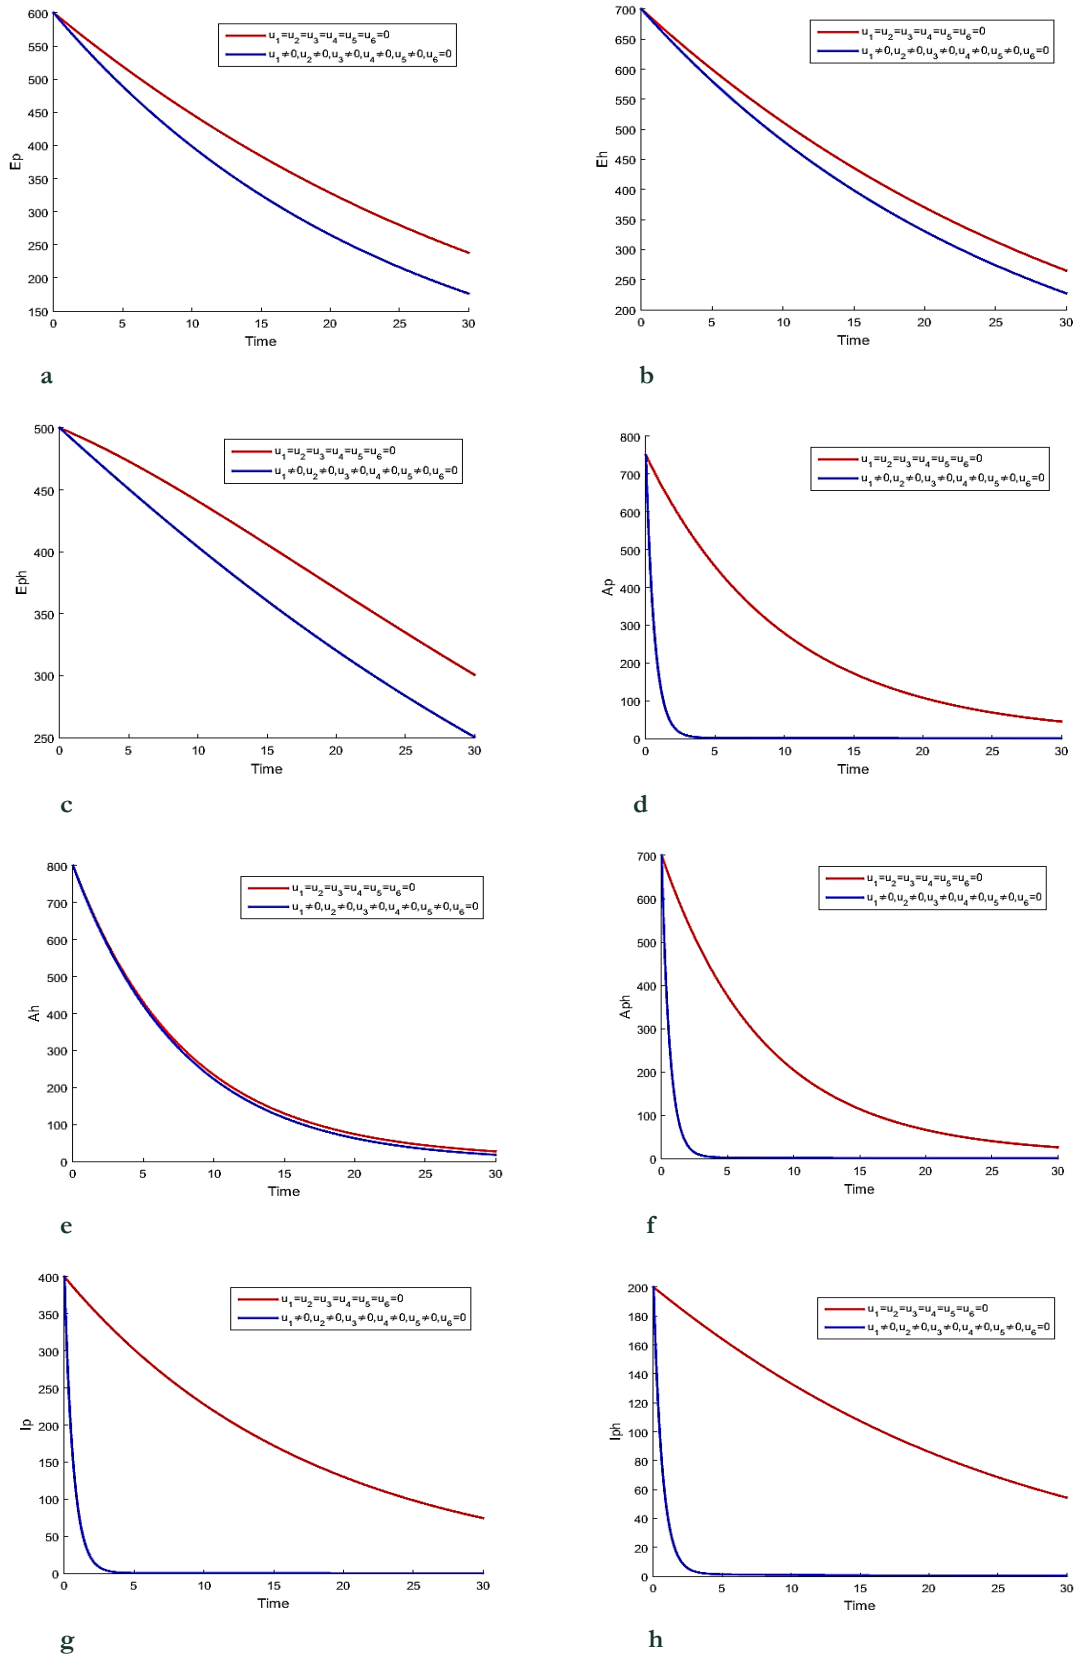 600
550
500
450
400
350
300
250
200
150
Ep
u1=u2=u3=u4=u5=u6=0
u1≠0,u2≠0,u3≠0,u4≠0,u5≠0,u6=0
0 5 10 15 20 25 30
Time
a
700
650
600
550
500
450
400
350
300
250
200
Eh
u1=u2=u3=u4=u5=u6=0
u1≠0,u2≠0,u3≠0,u4≠0,u5≠0,u6=0
0 5 10 15 20 25 30
Time
b
500
450
400
350
300
250
Eph
u1=u2=u3=u4=u5=u6=0
u1≠0,u2≠0,u3≠0,u4≠0,u5≠0,u6=0
0 5 10 15 20 25 30
Time
c
800
700
600
500
400
300
200
100
0
Ap
u1=u2=u3=u4=u5=u6=0
u1≠0,u2≠0,u3≠0,u4≠0,u5≠0,u6=0
0 5 10 15 20 25 30
Time
d
800
700
600
500
400
300
200
100
0
Ah
u1=u2=u3=u4=u5=u6=0
u1≠0,u2≠0,u3≠0,u4≠0,u5≠0,u6=0
0 5 10 15 20 25 30
Time
e
700
600
500
400
300
200
100
0
Aph
u1=u2=u3=u4=u5=u6=0
u1≠0,u2≠0,u3≠0,u4≠0,u5≠0,u6=0
0 5 10 15 20 25 30
Time
f
400
350
300
250
200
150
100
50
0
Ip
u1=u2=u3=u4=u5=u6=0
u1≠0,u2≠0,u3≠0,u4≠0,u5≠0,u6=0
0 5 10 15 20 25 30
Time
g
200
180
160
140
120
100
80
60
40
20
0
Iph
u1=u2=u3=u4=u5=u6=0
u1≠0,u2≠0,u3≠0,u4≠0,u5≠0,u6=0
0 5 10 15 20 25 30
Time
h